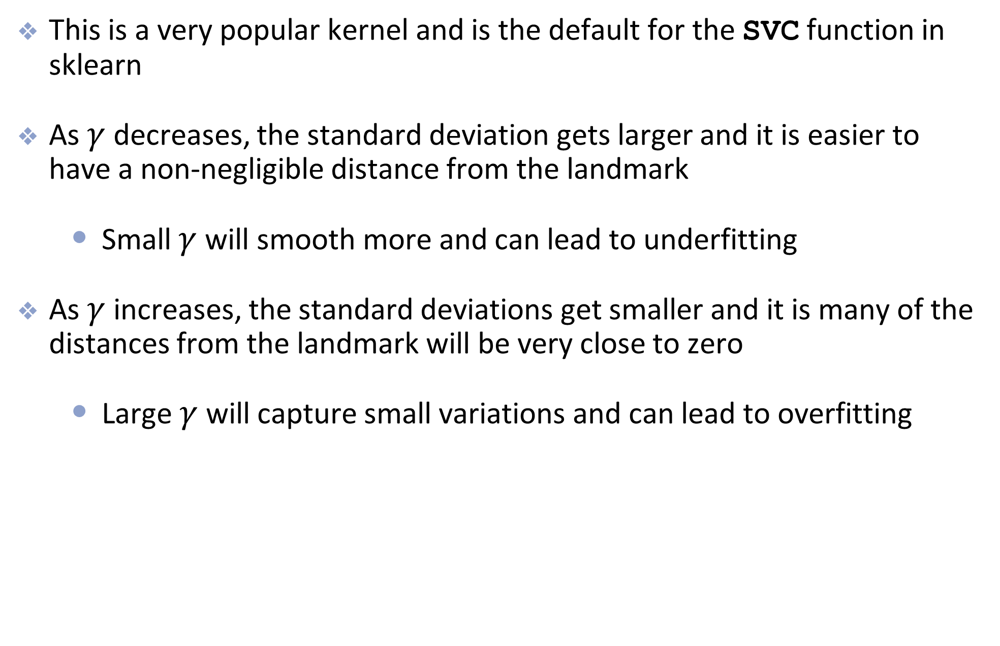 ❖ This is a very popular kernel and is the default for the SVC function in
sklearn
❖ As γ decreases, the standard deviation gets larger and it is easier to
have a non-negligible distance from the landmark
• Small γ will smooth more and can lead to underfitting
❖ As γ increases, the standard deviations get smaller and it is many of the
distances from the landmark will be very close to zero
• Large γ will capture small variations and can lead to overfitting